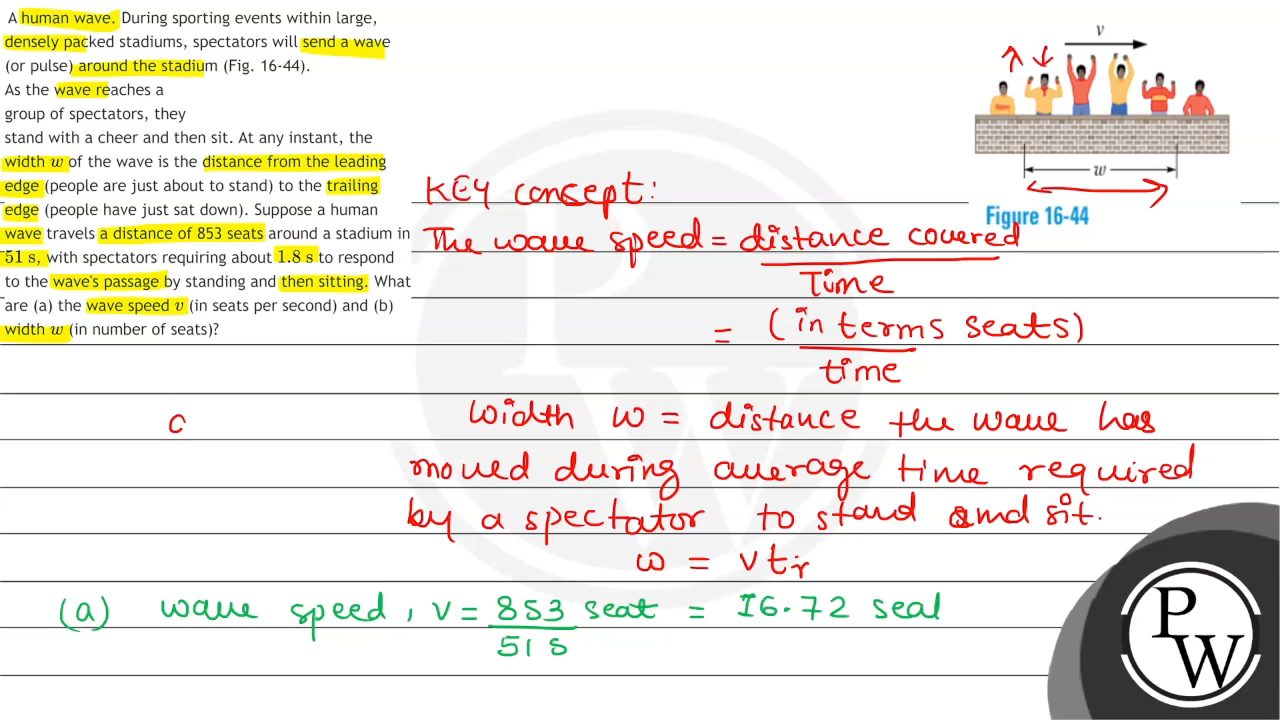 A human wave. During sporting events within large,
densely packed stadiums, spectators will send a wave
(or pulse) around the stadium (Fig. 16-44).
As the wave reaches a
group of spectators, they
stand with a cheer and then sit. At any instant, the
width w of the wave is the distance from the leading
edge (people are just about to stand) to the trailing
edge (people have just sat down). Suppose a human
wave travels a distance of 853 seats around a stadium in
51 s, with spectators requiring about 1.8 s to respond
to the wave's passage by standing and then sitting. What
are (a) the wave speed v (in seats per second) and (b)
width w (in number of seats)?
v
w
Figure 16-44
KEY concept:
The wave speed = distance covered
Time
= (in terms seats)
time
width w = distance the wave has
moved during average time required
by a spectator to stand and sit.
w = vtr
(a) wave speed, v = 853 seat = 16.72 seat
51 s
PW